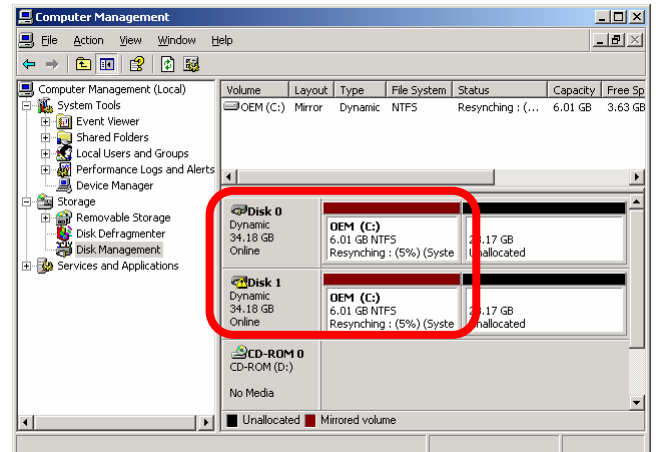 Computer Management
File Action View Window Help
Computer Management (Local)
System Tools
Event Viewer
Shared Folders
Local Users and Groups
Performance Logs and Alerts
Device Manager
Storage
Removable Storage
Disk Defragmenter
Disk Management
Services and Applications
Volume Layout Type File System Status Capacity Free Sp
OEM (C:) Mirror Dynamic NTFS Resynching : (... 6.01 GB 3.63 GB
Disk 0
Dynamic
34.18 GB
Online
OEM (C:)
6.01 GB NTFS
Resynching : (5%) (Syste
.17 GB
Unallocated
Disk 1
Dynamic
34.18 GB
Online
OEM (C:)
6.01 GB NTFS
Resynching : (5%) (Syste
.17 GB
Unallocated
CD-ROM 0
CD-ROM (D:)
No Media
Unallocated Mirrored volume